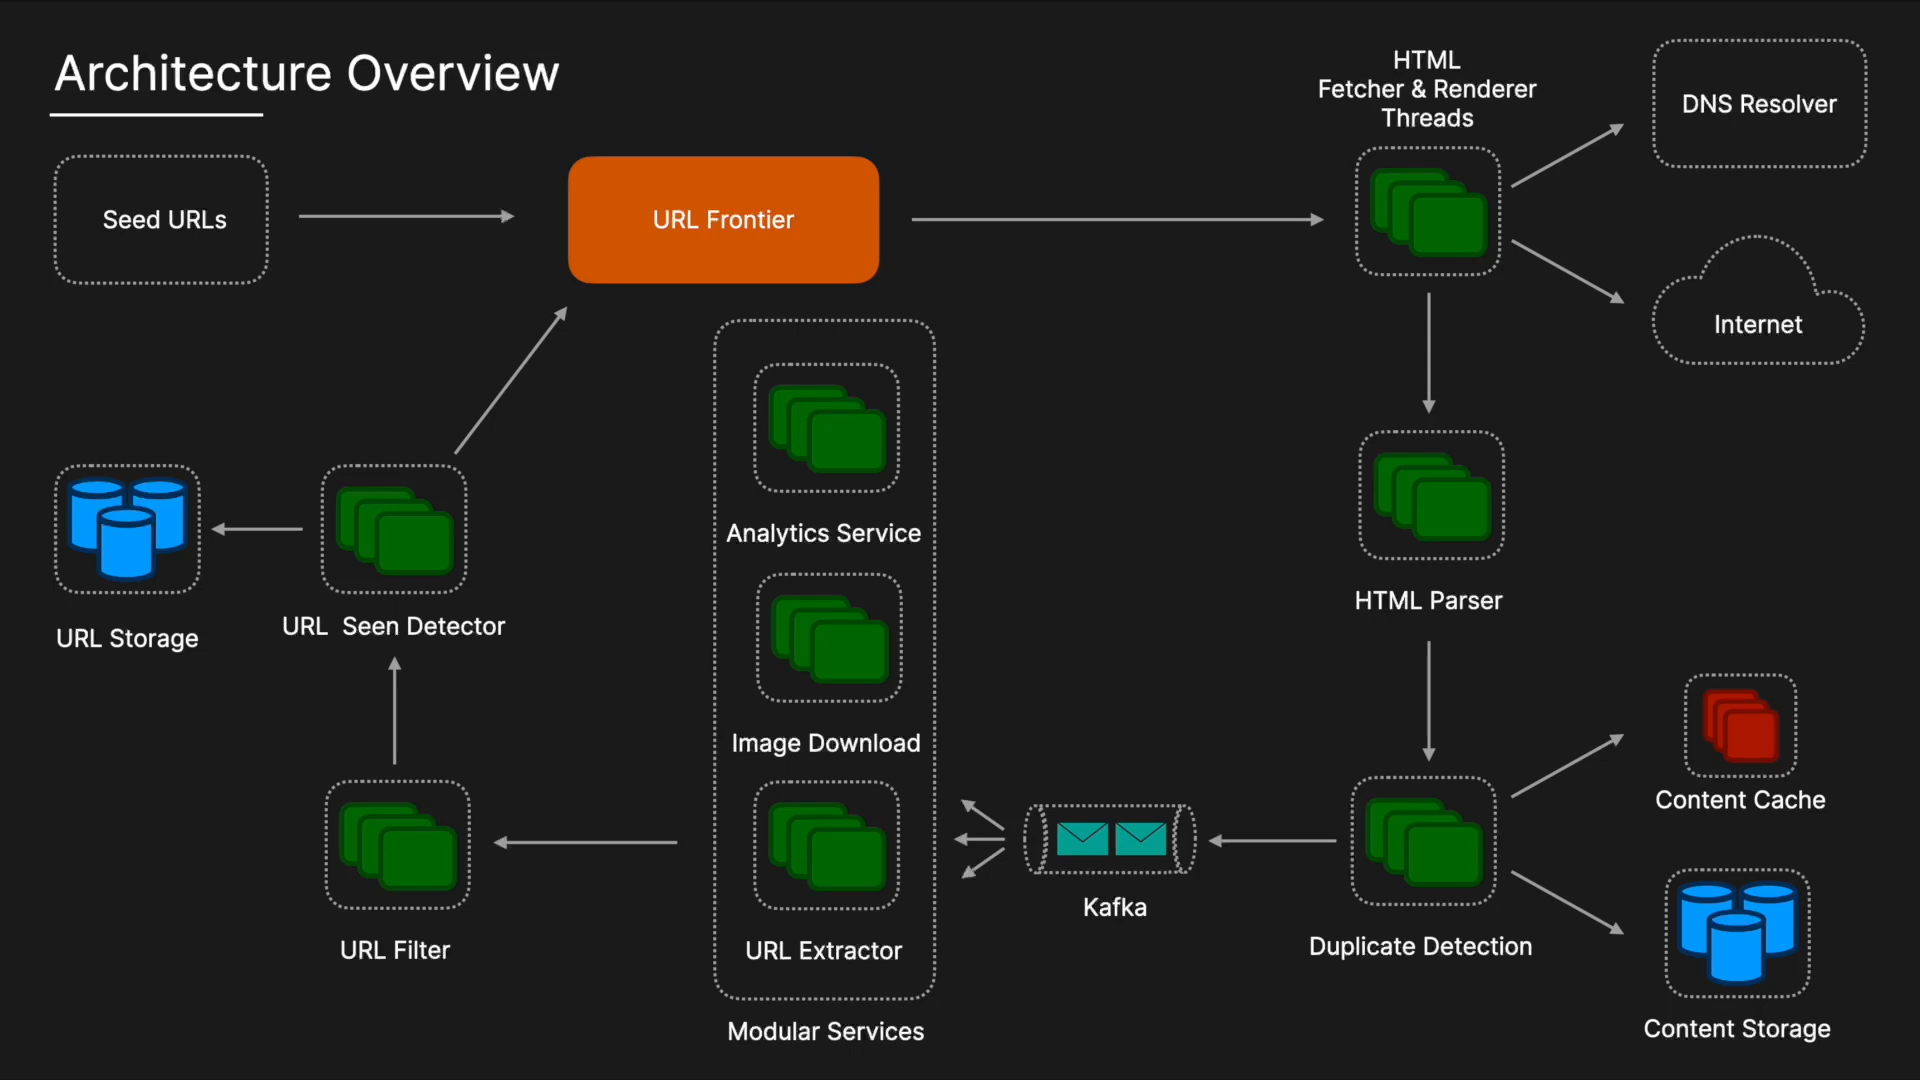 Architecture Overview
HTML
Fetcher & Renderer
Threads
DNS Resolver
Seed URLs
URL Frontier
Internet
Analytics Service
HTML Parser
URL Storage
URL  Seen Detector
Image Download
Content Cache
Kafka
URL Filter
URL Extractor
Duplicate Detection
Modular Services
Content Storage